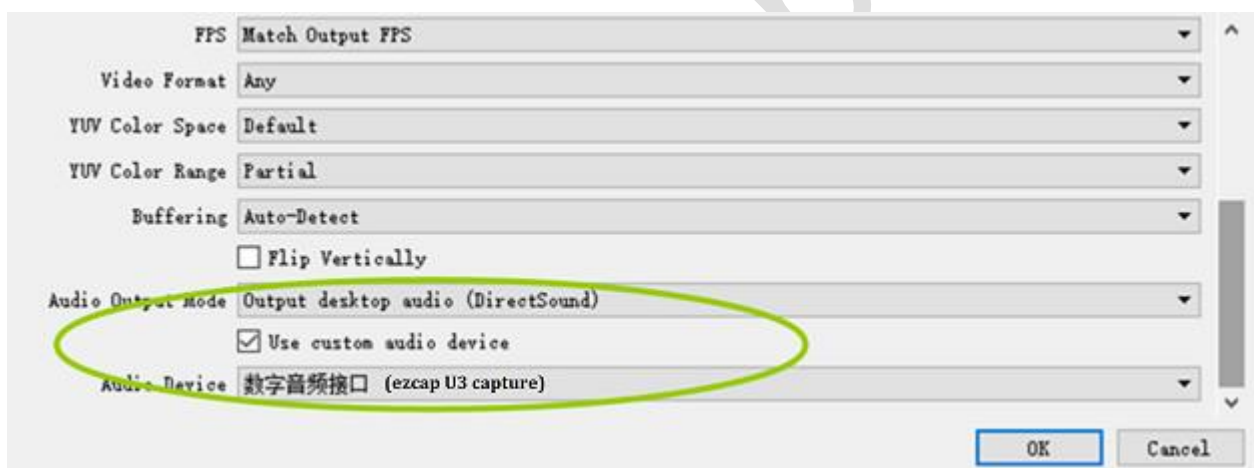 FPS Match Output FPS
Video Format Any
YUV Color Space Default
YUV Color Range Partial
Buffering Auto-Detect
Flip Vertically
Audio Output Mode Output desktop audio (DirectSound)
Use custom audio device
Audio Device 数字音频接口 (ezcap U3 capture)
OK Cancel